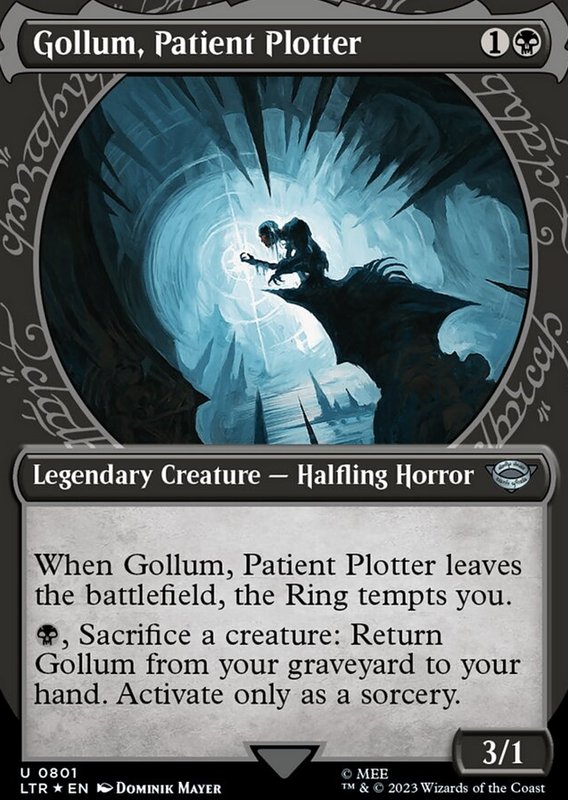 Gollum, Patient Plotter 1
Legendary Creature — Halfling Horror
When Gollum, Patient Plotter leaves
the battlefield, the Ring tempts you.
, Sacrifice a creature: Return
Gollum from your graveyard to your
hand. Activate only as a sorcery.
3/1
U 0801
LTR ★ EN Dominik Mayer
© MEE
™ & © 2023 Wizards of the Coast